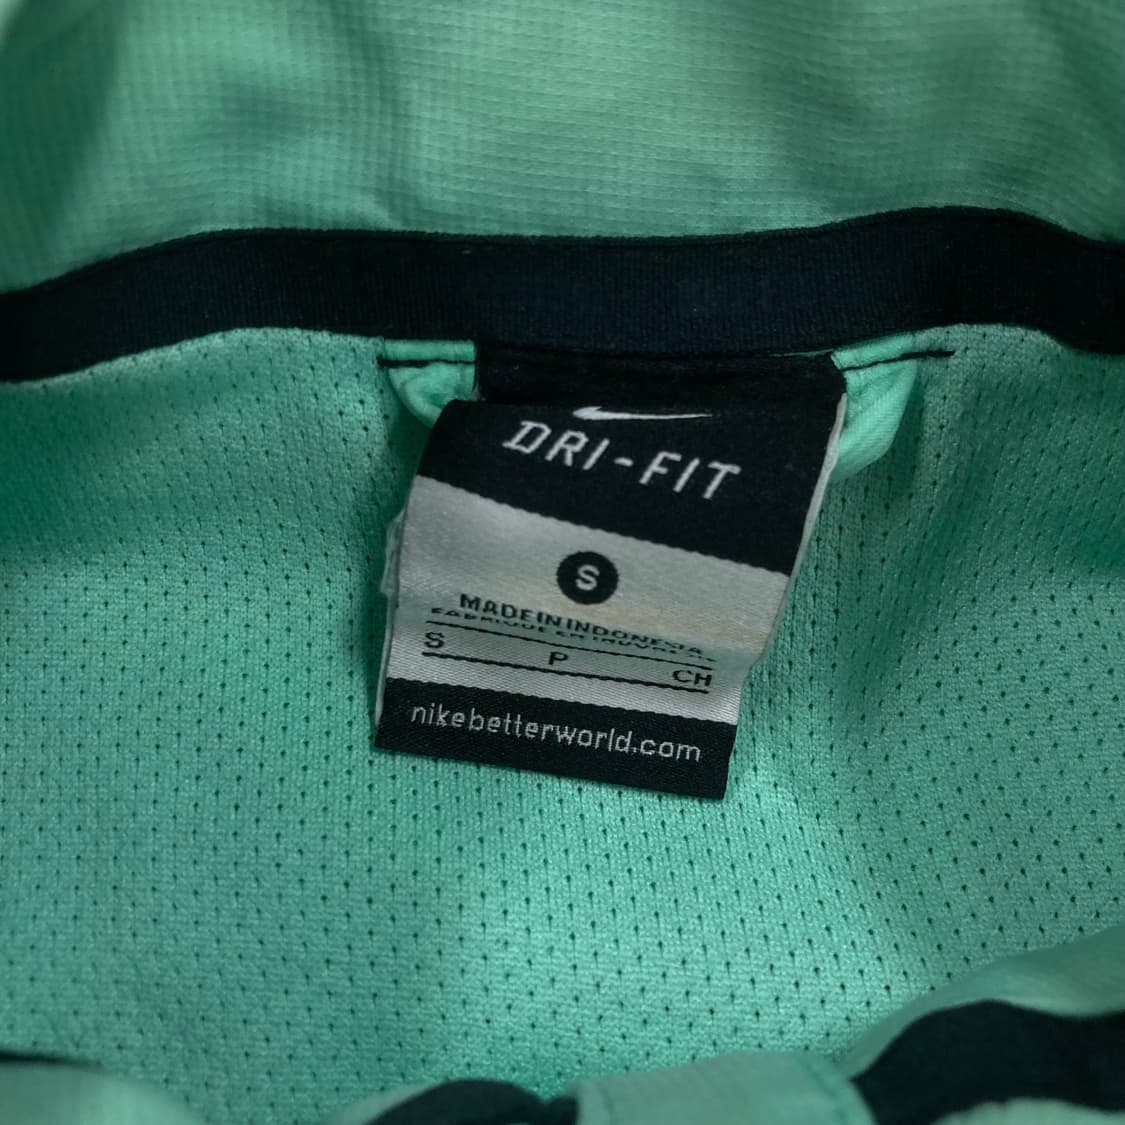 DRI-FIT
S
MADE IN INDONESIA
S P CH
nikebetterworld.com